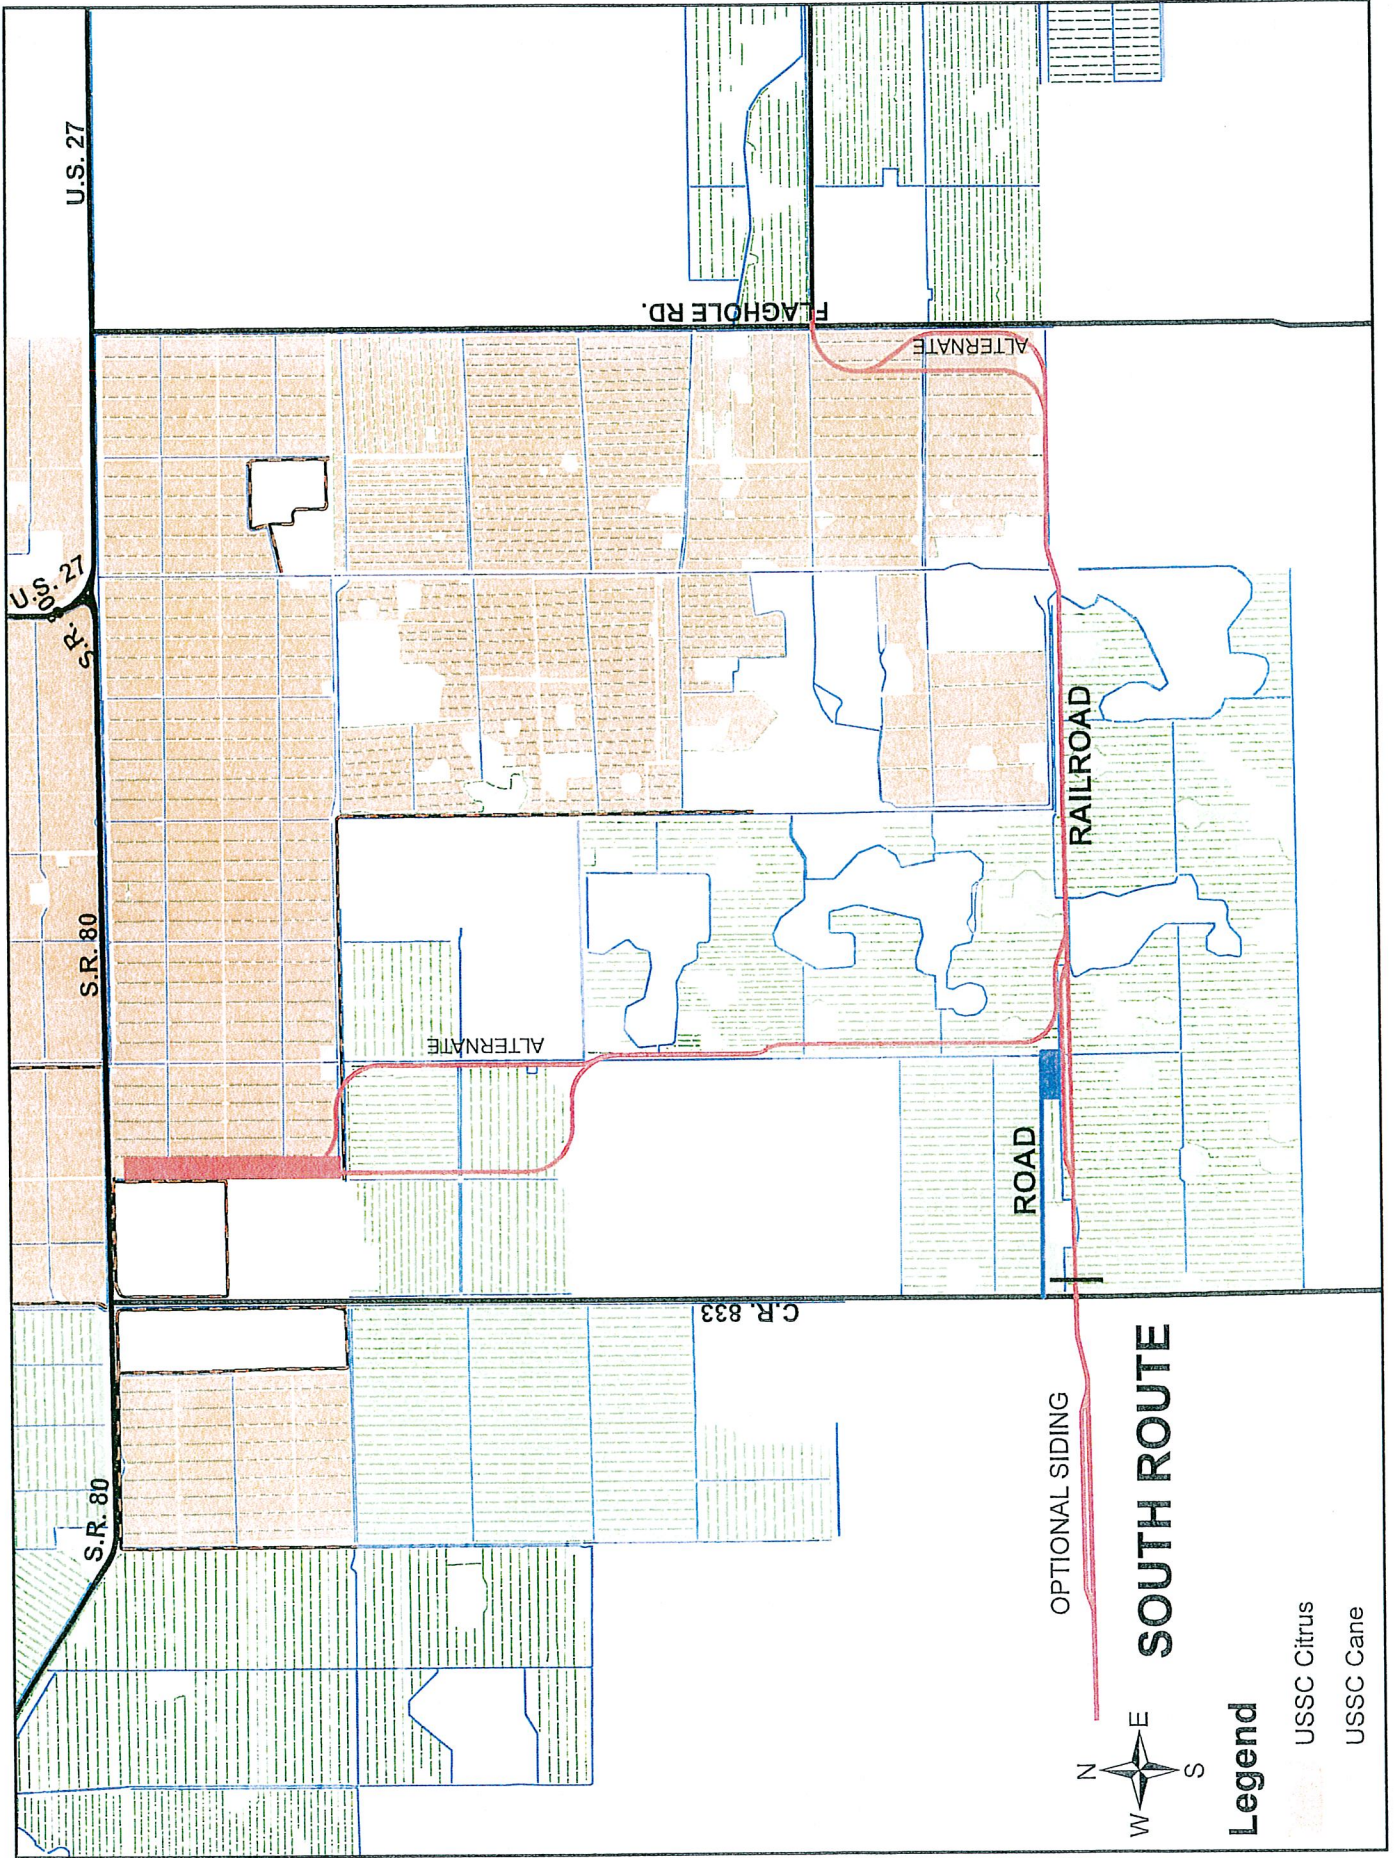 U.S. 27
U.S. 27
S.R. 80
S.R. 80
S.R. 80
FLAGHOLE RD.
ALTERNATE
ALTERNATE
RAILROAD
ROAD
C.R. 833
OPTIONAL SIDING
SOUTH ROUTE
N
W
E
S
Legend
USSC Citrus
USSC Cane